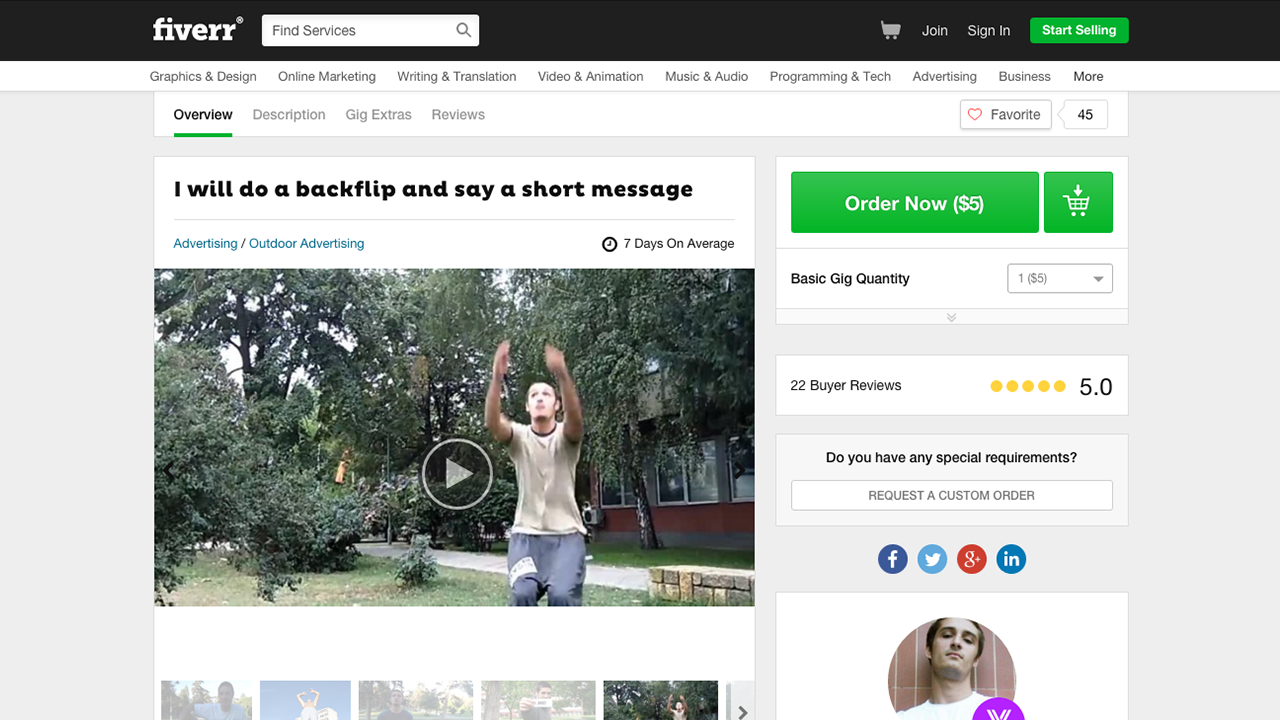 fiverr®
Find Services
Join
Sign In
Start Selling
Graphics & Design
Online Marketing
Writing & Translation
Video & Animation
Music & Audio
Programming & Tech
Advertising
Business
More
Overview
Description
Gig Extras
Reviews
Favorite
45
I will do a backflip and say a short message
Advertising / Outdoor Advertising
7 Days On Average
Order Now ($5)
Basic Gig Quantity
1 ($5)
22 Buyer Reviews
5.0
Do you have any special requirements?
REQUEST A CUSTOM ORDER
f
g+
in